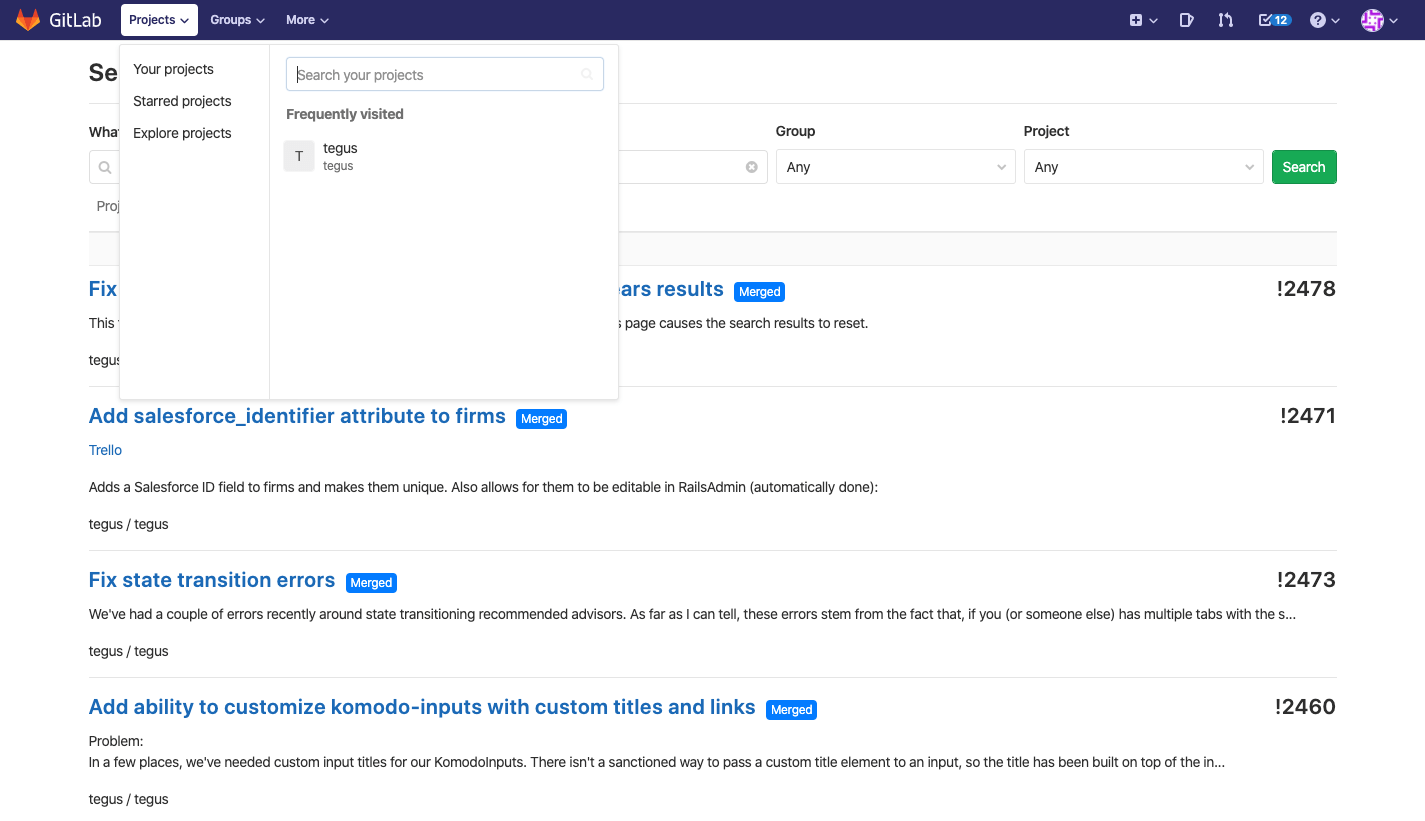 GitLab Projects Groups More 12
Your projects
Starred projects
Explore projects
Search your projects
Frequently visited
T
tegus
tegus
Group
Project
Any
Any
Search
Fix
ears results Merged
!2478
This
page causes the search results to reset.
Add salesforce_identifier attribute to firms Merged
!2471
Trello
Adds a Salesforce ID field to firms and makes them unique. Also allows for them to be editable in RailsAdmin (automatically done):
tegus / tegus
Fix state transition errors Merged
!2473
We've had a couple of errors recently around state transitioning recommended advisors. As far as I can tell, these errors stem from the fact that, if you (or someone else) has multiple tabs with the s...
tegus / tegus
Add ability to customize komodo-inputs with custom titles and links Merged
!2460
Problem:
In a few places, we've needed custom input titles for our KomodoInputs. There isn't a sanctioned way to pass a custom title element to an input, so the title has been built on top of the in...
tegus / tegus